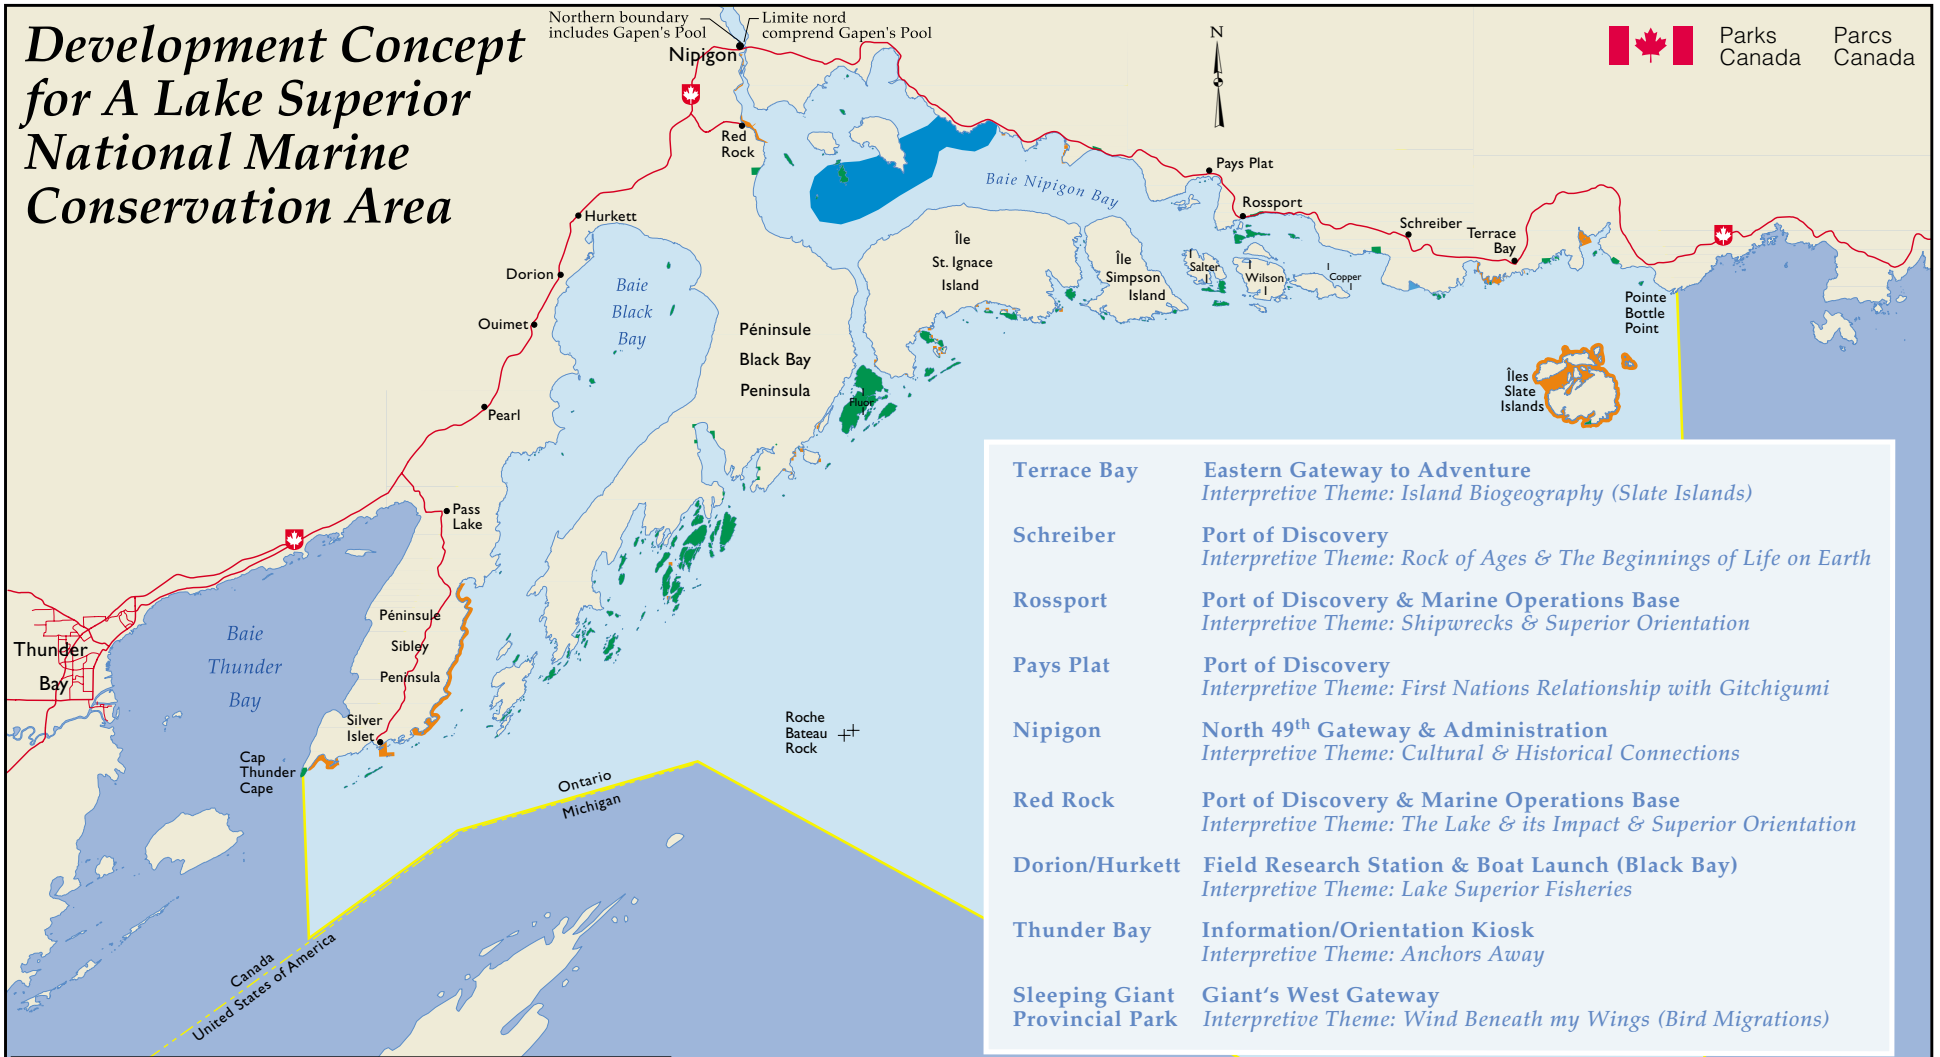 Development Concept
for A Lake Superior
National Marine
Conservation Area
Northern boundary
includes Gapen's Pool
Limite nord
comprend Gapen's Pool
N
Parks
Canada
Parcs
Canada
Nipigon
Red
Rock
Hurkett
Dorion
Ouimet
Pearl
Pass
Lake
Baie
Black
Bay
Péninsule
Black Bay
Peninsula
Baie Nipigon Bay
Pays Plat
Rossport
Schreiber
Terrace
Bay
Île
St. Ignace
Island
Île
Simpson
Island
I
Salter
I
I
Wilson
I
I
Copper
I
I
Fluor
I
Pointe
Bottle
Point
Îles
Slate
Islands
Thunder
Bay
Baie
Thunder
Bay
Péninsule
Sibley
Peninsula
Silver
Islet
Cap
Thunder
Cape
Roche
Bateau
Rock
Ontario
Michigan
Canada
United States of America
Terrace Bay Eastern Gateway to Adventure
Interpretive Theme: Island Biogeography (Slate Islands)
Schreiber Port of Discovery
Interpretive Theme: Rock of Ages & The Beginnings of Life on Earth
Rossport Port of Discovery & Marine Operations Base
Interpretive Theme: Shipwrecks & Superior Orientation
Pays Plat Port of Discovery
Interpretive Theme: First Nations Relationship with Gitchigumi
Nipigon North 49th Gateway & Administration
Interpretive Theme: Cultural & Historical Connections
Red Rock Port of Discovery & Marine Operations Base
Interpretive Theme: The Lake & its Impact & Superior Orientation
Dorion/Hurkett Field Research Station & Boat Launch (Black Bay)
Interpretive Theme: Lake Superior Fisheries
Thunder Bay Information/Orientation Kiosk
Interpretive Theme: Anchors Away
Sleeping Giant Giant‘s West Gateway
Provincial Park Interpretive Theme: Wind Beneath my Wings (Bird Migrations)